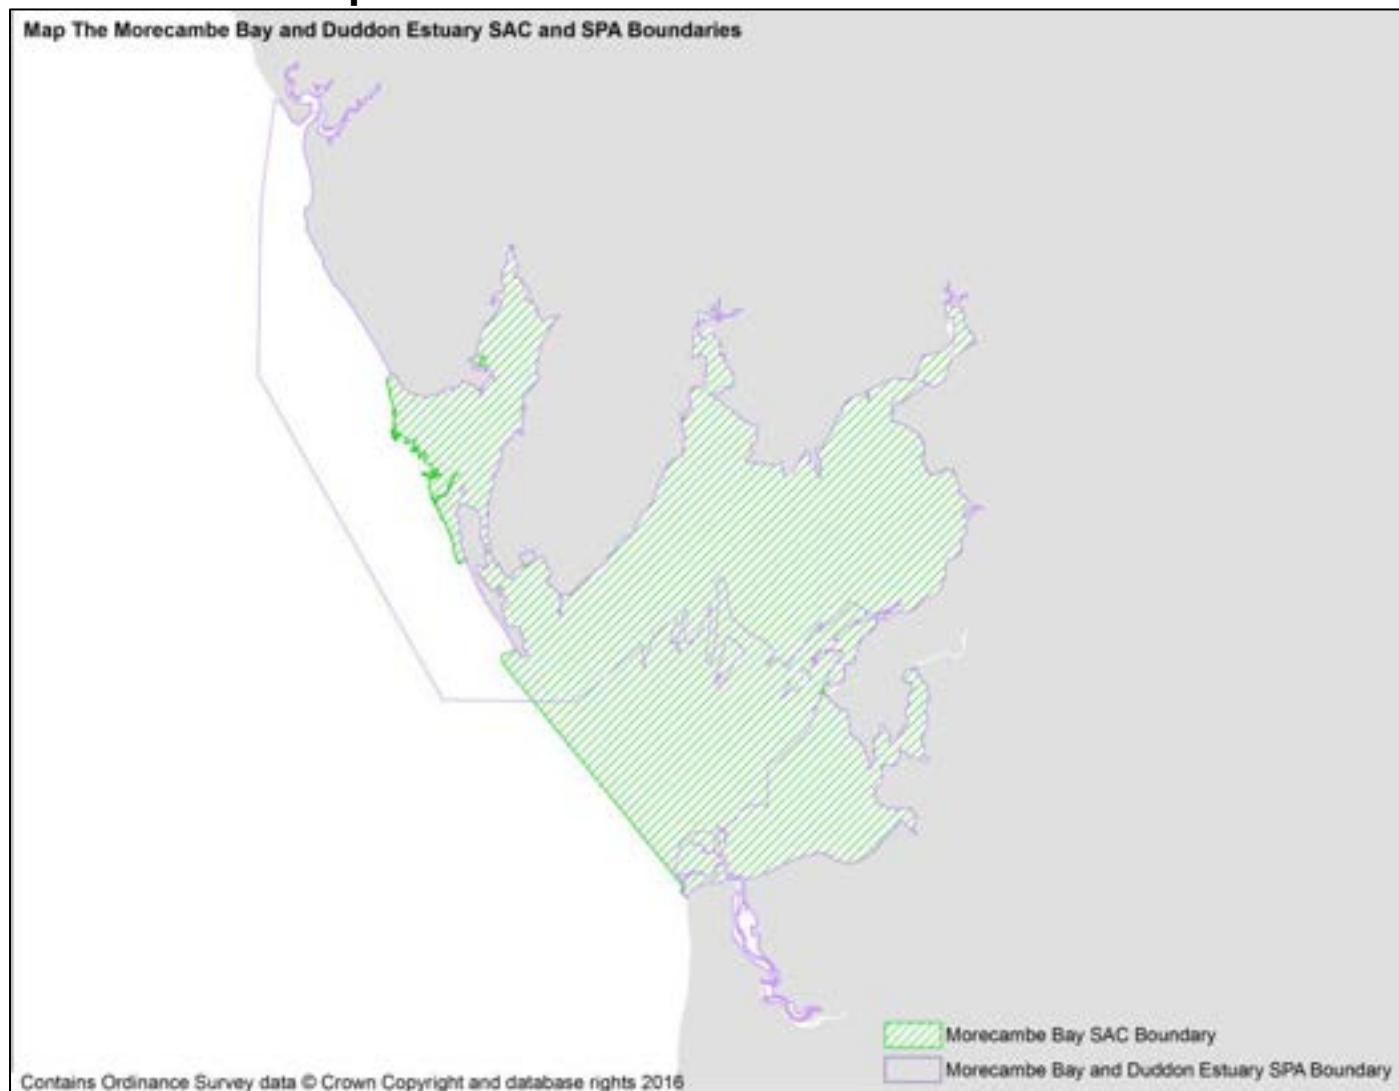 Map The Morecambe Bay and Duddon Estuary SAC and SPA Boundaries
Morecambe Bay SAC Boundary
Morecambe Bay and Duddon Estuary SPA Boundary
Contains Ordinance Survey data © Crown Copyright and database rights 2016